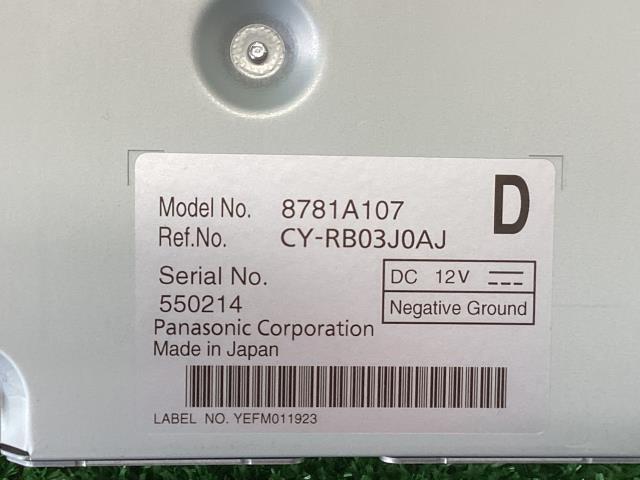 Model No. 8781A107
Ref.No. CY-RB03J0AJ
D
Serial No.
550214
DC 12V
Negative Ground
Panasonic Corporation
Made in Japan
LABEL NO. YEFM011923